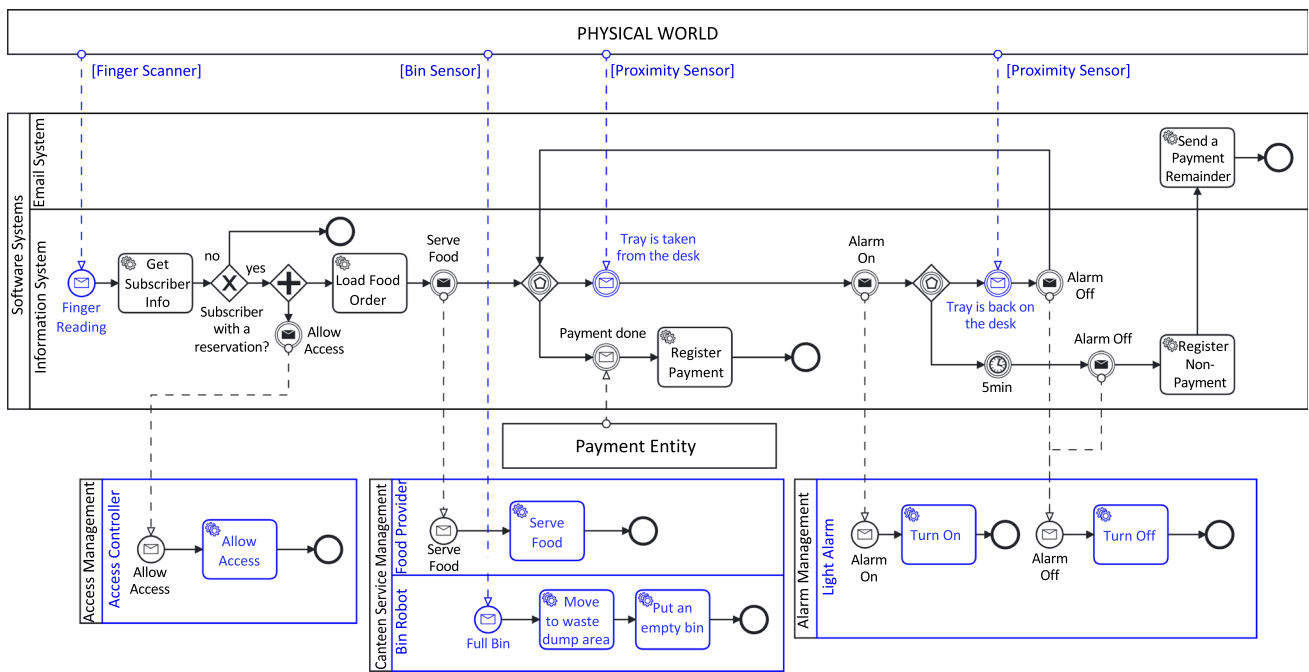 PHYSICAL WORLD
[Finger Scanner]
[Bin Sensor]
[Proximity Sensor]
[Proximity Sensor]
Software Systems
Email System
Send a
Payment
Remainder
Information System
Finger
Reading
Get
Subscriber
Info
no
yes
X
Subscriber
with a
reservation?
Allow
Access
Load Food
Order
Serve
Food
Tray is taken
from the desk
Payment done
Register
Payment
Alarm
On
Tray is back on
the desk
Alarm
Off
5min
Alarm Off
Register
Non-
Payment
Payment Entity
Access Management
Access Controller
Allow
Access
Allow
Access
Canteen Service Management
Food Provider
Serve
Food
Serve
Food
Bin Robot
Full Bin
Move
to waste
dump area
Put an
empty bin
Alarm Management
Light Alarm
Alarm
On
Turn On
Alarm
Off
Turn Off